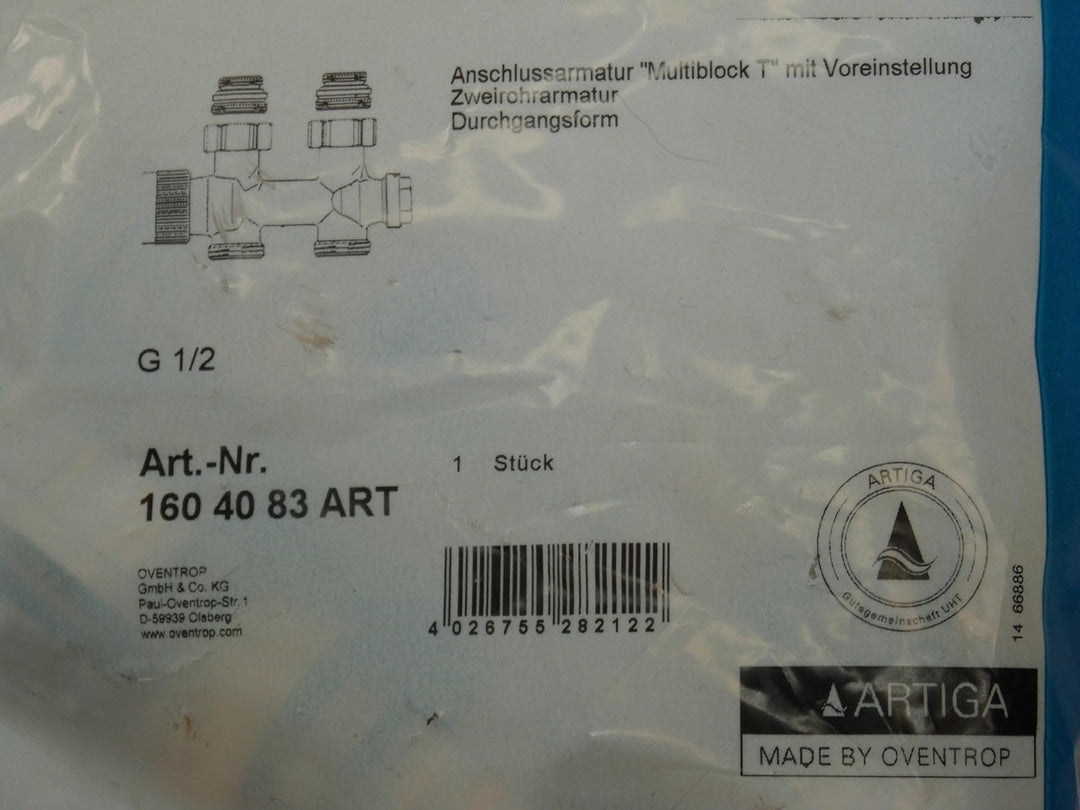 Anschlussarmatur "Multiblock T" mit Voreinstellung
Zweirohrarmatur
Durchgangsform
G 1/2
Art.-Nr.
160 40 83 ART
1 Stück
OVENTROP
GmbH & Co. KG
Paul-Oventrop-Str. 1
D-59939 Olsberg
www.oventrop.com
4 026755 282122
ARTIGA
Gütegemeinschaft UHT
14 66886
ARTIGA
MADE BY OVENTROP